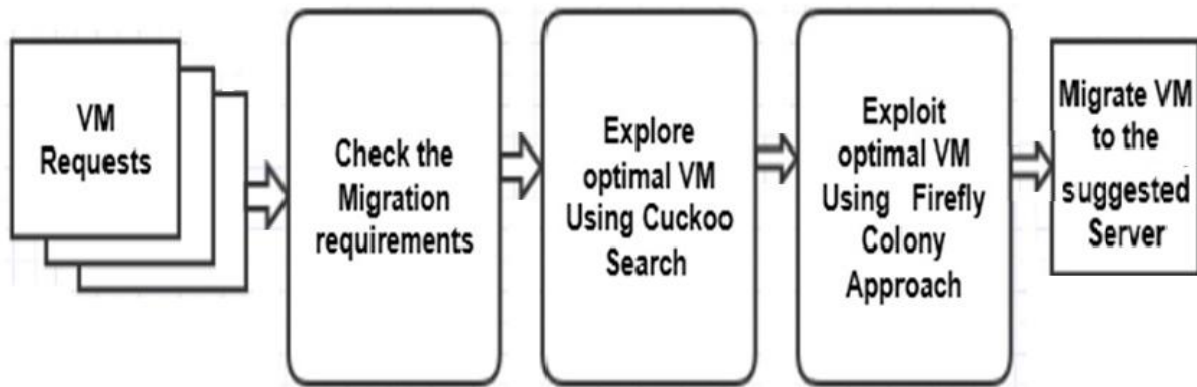 VM
Requests
Check the
Migration
requirements
Explore
optimal VM
Using Cuckoo
Search
Exploit
optimal VM
Using Firefly
Colony
Approach
Migrate VM
to the
suggested
Server